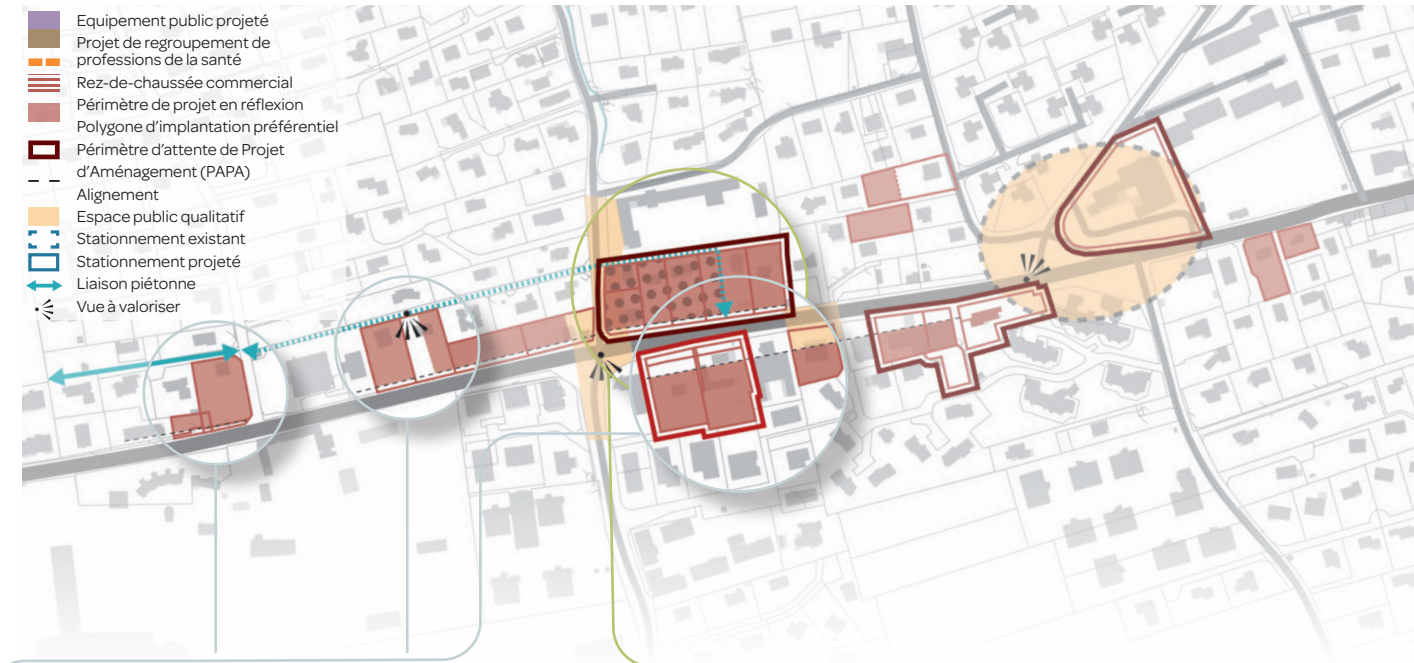 Equipement public projeté
Projet de regroupement de
professions de la santé
Rez-de-chaussée commercial
Périmètre de projet en réflexion
Polygone d'implantation préférentiel
Périmètre d'attente de Projet
d'Aménagement (PAPA)
Alignement
Espace public qualitatif
Stationnement existant
Stationnement projeté
Liaison piétonne
Vue à valoriser